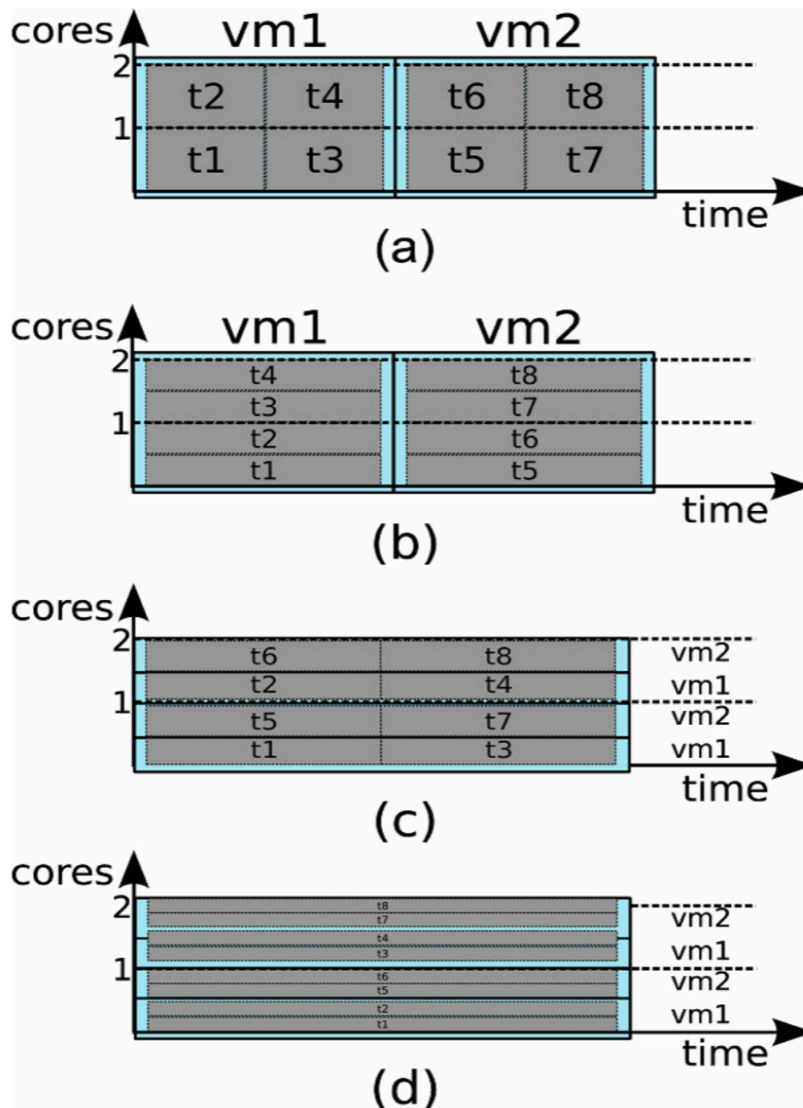 cores vm1 vm2
2
t2 t4 t6 t8
1
t1 t3 t5 t7
time
(a)
cores vm1 vm2
2
t4 t8
t3 t7
1
t2 t6
t1 t5
time
(b)
cores
2
t6 t8 vm2
t2 t4 vm1
1
t5 t7 vm2
t1 t3 vm1
time
(c)
cores
2
t8
t7 vm2
t4
t3 vm1
1
t6 vm2
t5
t2 vm1
t1
time
(d)